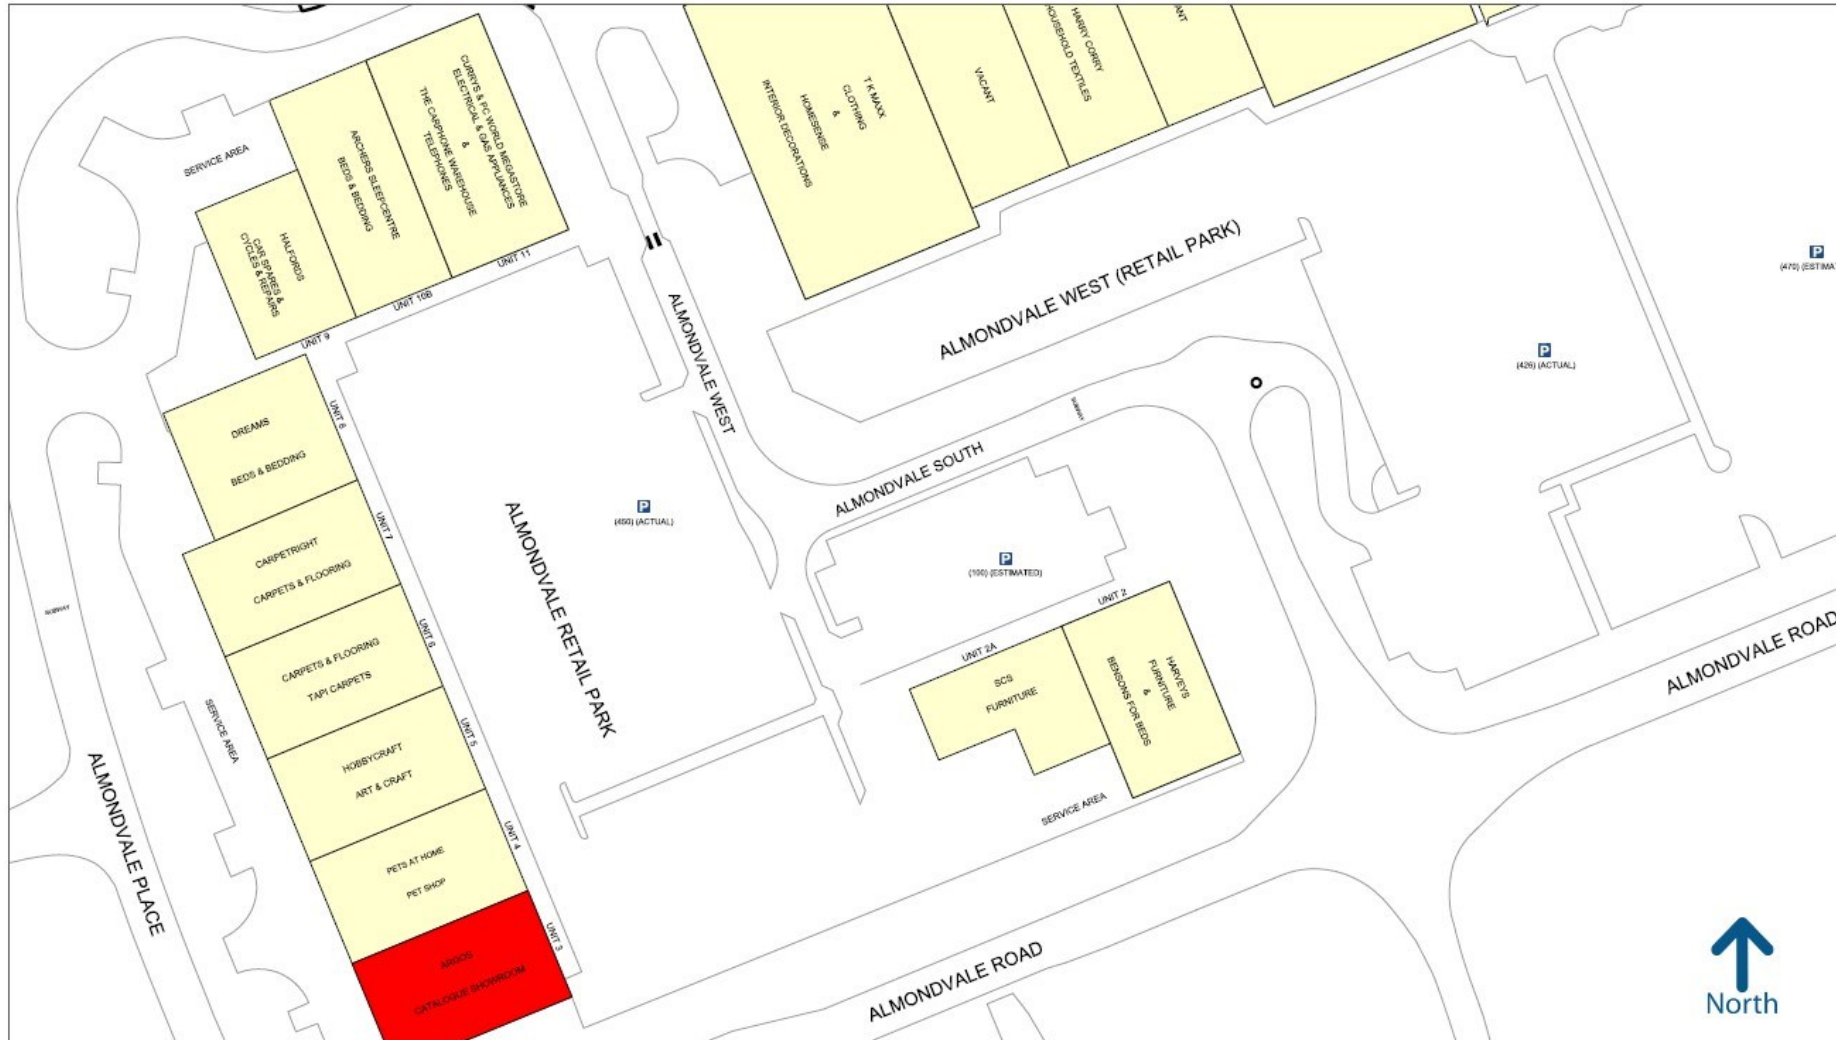 CURRYS & PC WORLD MEGASTORE
ELECTRICAL & GAS APPLIANCES
&
THE CARPHONE WAREHOUSE
TELEPHONES
UNIT 11
ARCHERS SLEEPCENTRE
BEDS & BEDDING
UNIT 10B
SERVICE AREA
HALFORDS
CAR SPARES &
CYCLES & REPAIRS
UNIT 9
T K MAXX
CLOTHING
&
HOMESENSE
INTERIOR DECORATIONS
VACANT
HARRY CORRY
HOUSEHOLD TEXTILES
ALMONDVALE WEST (RETAIL PARK)
P
(426) (ACTUAL)
P
ALMONDVALE WEST
ALMONDVALE SOUTH
SUBWAY
DREAMS
BEDS & BEDDING
UNIT 8
CARPETRIGHT
CARPETS & FLOORING
UNIT 7
CARPETS & FLOORING
TAPI CARPETS
UNIT 6
HOBBYCRAFT
ART & CRAFT
UNIT 5
PETS AT HOME
PET SHOP
UNIT 4
ARGOS
CATALOGUE SHOWROOM
UNIT 3
ALMONDVALE RETAIL PARK
P
(ACTUAL)
P
(100) (ESTIMATED)
UNIT 2
UNIT 2A
SCS
FURNITURE
HARVEYS
FURNITURE
&
BENSONS FOR BEDS
SERVICE AREA
SUBWAY
SERVICE AREA
ALMONDVALE PLACE
ALMONDVALE ROAD
ALMONDVALE ROAD
North